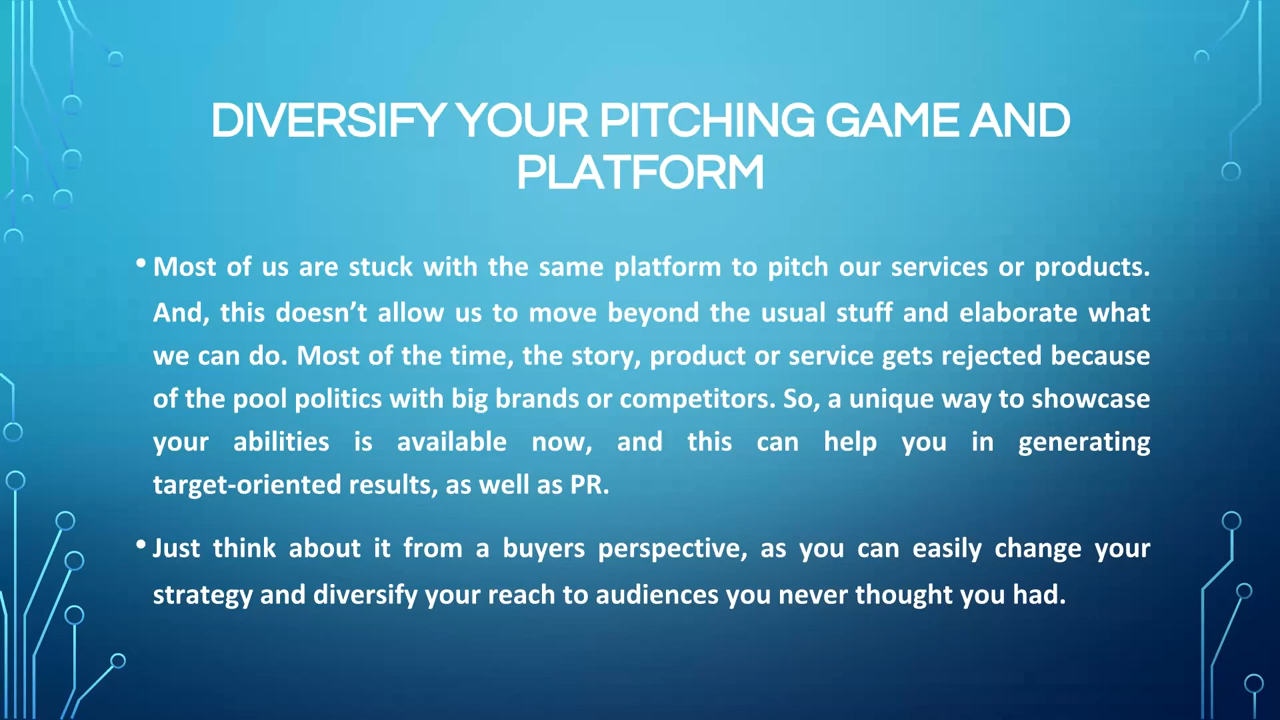 DIVERSIFY YOUR PITCHING GAME AND
PLATFORM
• Most of us are stuck with the same platform to pitch our services or products.
And, this doesn’t allow us to move beyond the usual stuff and elaborate what
we can do. Most of the time, the story, product or service gets rejected because
of the pool politics with big brands or competitors. So, a unique way to showcase
your abilities is available now, and this can help you in generating
target-oriented results, as well as PR.
• Just think about it from a buyers perspective, as you can easily change your
strategy and diversify your reach to audiences you never thought you had.